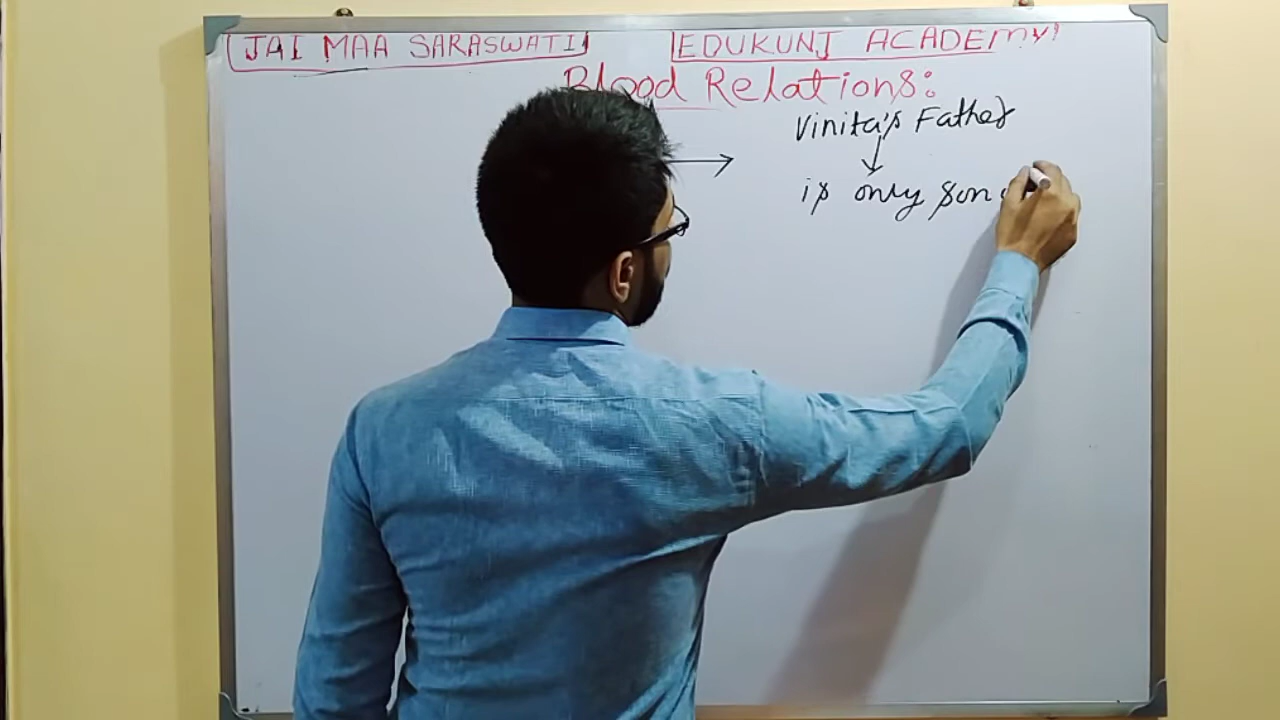 JAI MAA SARASWATI EDUKUNJ ACADEMY
Blood Relations:
Vinita's Father
is only son